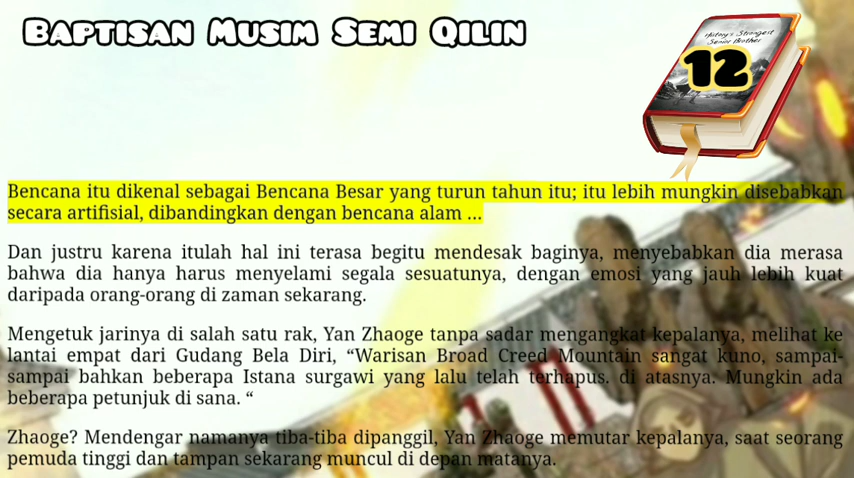 Baptisan Musim Semi Qilin
History's Strongest
Senior Brother
12
Bencana itu dikenal sebagai Bencana Besar yang turun tahun itu; itu lebih mungkin disebabkan
secara artifisial, dibandingkan dengan bencana alam ...
Dan justru karena itulah hal ini terasa begitu mendesak baginya, menyebabkan dia merasa
bahwa dia hanya harus menyelami segala sesuatunya, dengan emosi yang jauh lebih kuat
daripada orang-orang di zaman sekarang.
Mengetuk jarinya di salah satu rak, Yan Zhaoge tanpa sadar mengangkat kepalanya, melihat ke
lantai empat dari Gudang Bela Diri, “Warisan Broad Creed Mountain sangat kuno, sampai-
sampai bahkan beberapa Istana surgawi yang lalu telah terhapus. di atasnya. Mungkin ada
beberapa petunjuk di sana. “
Zhaoge? Mendengar namanya tiba-tiba dipanggil, Yan Zhaoge memutar kepalanya, saat seorang
pemuda tinggi dan tampan sekarang muncul di depan matanya.